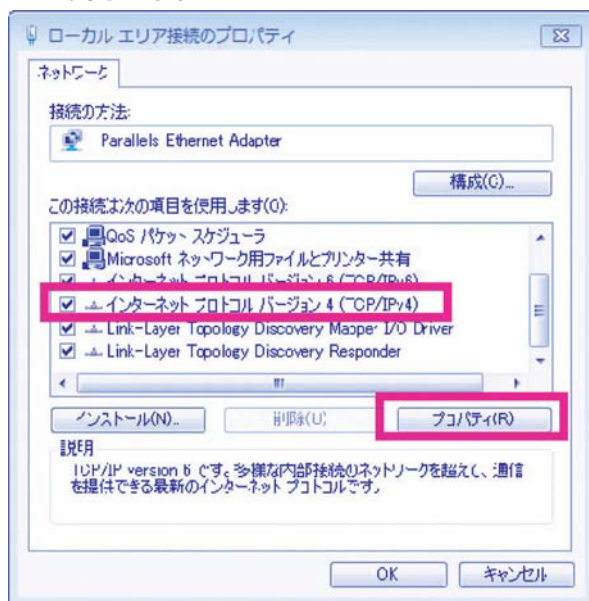 ローカル エリア接続のプロパティ
ネットワーク
接続の方法:
Parallels Ethernet Adapter
構成(C)...
この接続は次の項目を使用します(O):
QoS パケット スケジューラ
Microsoft ネットワーク用ファイルとプリンター共有
インターネット プロトコル バージョン 6 (TCP/IPv6)
インターネット プロトコル バージョン 4 (TCP/IPv4)
Link-Layer Topology Discovery Mapper I/O Driver
Link-Layer Topology Discovery Responder
インストール(N)...
削除(U)
プロパティ(R)
説明
TCP/IP version 6 です。多様な内部接続のネットワークを超えて、通信
を提供できる最新のインターネット プロトコルです。
OK
キャンセル